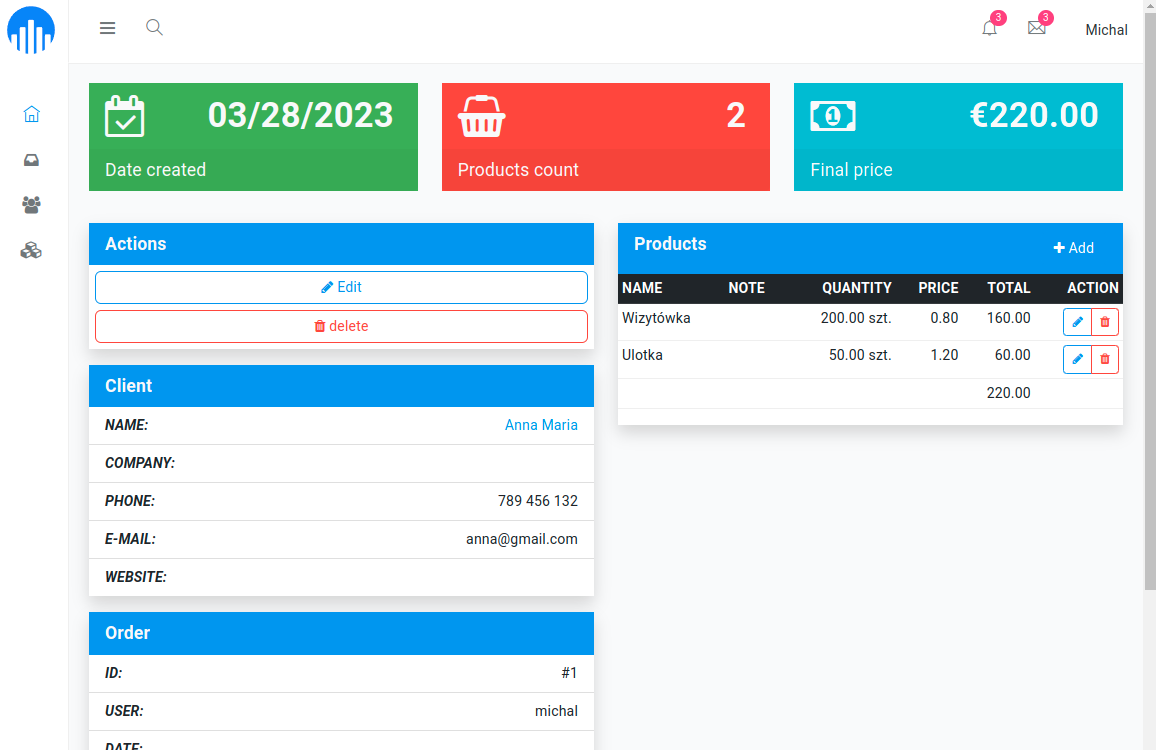 3
3
Michal
03/28/2023
Date created
2
Products count
1
€220.00
Final price
Actions
Edit
delete
Client
NAME: Anna Maria
COMPANY:
PHONE: 789 456 132
E-MAIL: anna@gmail.com
WEBSITE:
Order
ID: #1
USER: michal
DATE:
Products
Add
NAME NOTE QUANTITY PRICE TOTAL ACTION
Wizytówka 200.00 szt. 0.80 160.00
Ulotka 50.00 szt. 1.20 60.00
220.00